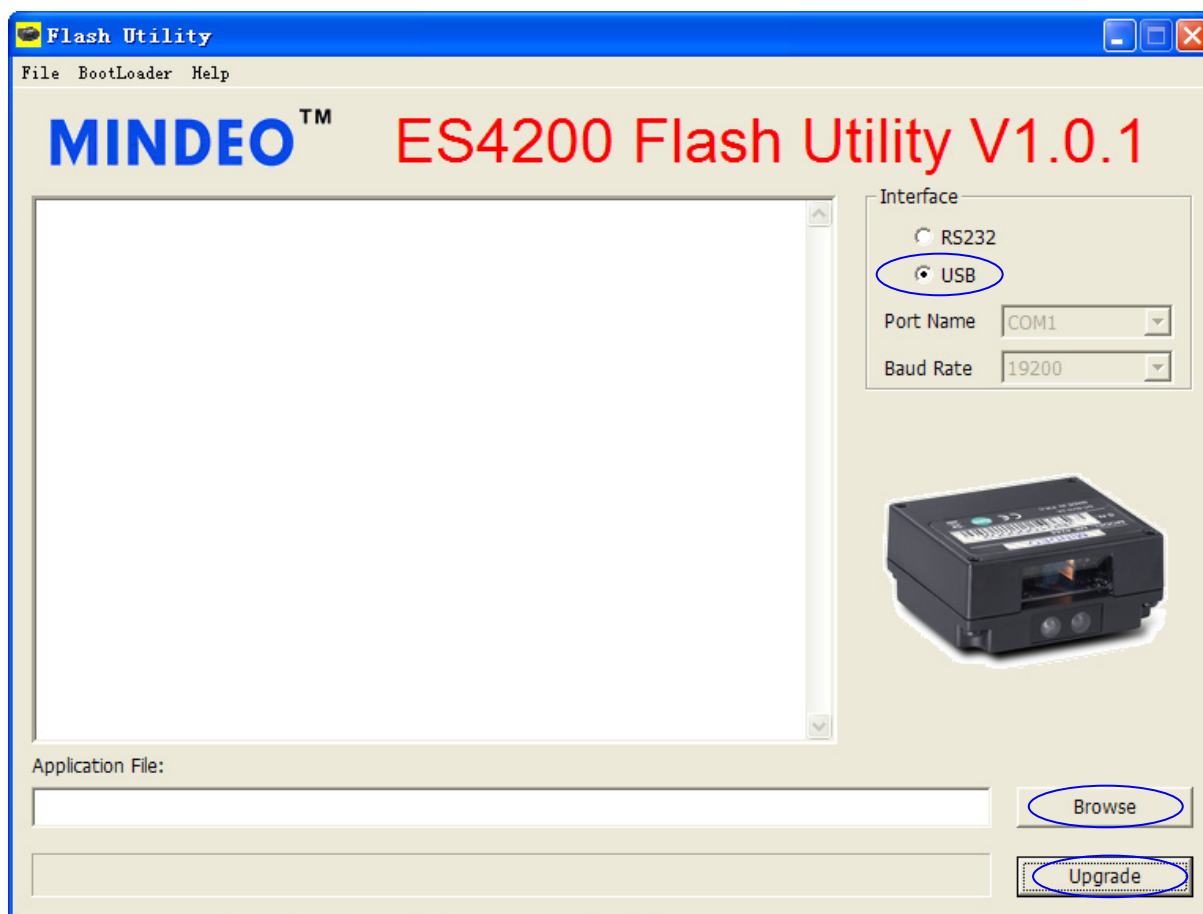 Flash Utility
File BootLoader Help
MINDEO™ ES4200 Flash Utility V1.0.1
Interface
RS232
USB
Port Name COM1
Baud Rate 19200
Application File:
Browse
Upgrade